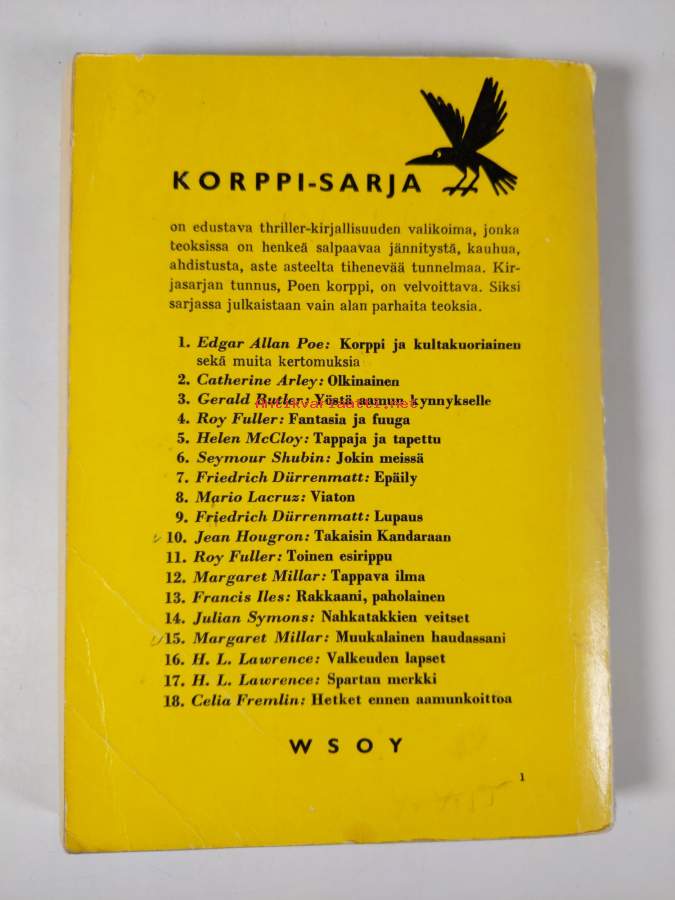 KORPPI-SARJA
on edustava thriller-kirjallisuuden valikoima, jonka
teoksissa on henkeä salpaavaa jännitystä, kauhua,
ahdistusta, aste asteelta tihenevää tunnelmaa. Kir-
jasarjan tunnus, Poen korppi, on velvoittava. Siksi
sarjassa julkaistaan vain alan parhaita teoksia.
1. Edgar Allan Poe: Korppi ja kultakuoriainen
sekä muita kertomuksia
2. Catherine Arley: Olkinainen
3. Gerald Butler: Yöstä aamun kynnykselle
Antikvariaatti.net
4. Roy Fuller: Fantasia ja fuuga
5. Helen McCloy: Tappaja ja tapettu
6. Seymour Shubin: Jokin meissä
7. Friedrich Dürrenmatt: Epäily
8. Mario Lacruz: Viaton
9. Friedrich Dürrenmatt: Lupaus
10. Jean Hougron: Takaisin Kandaraan
11. Roy Fuller: Toinen esirippu
12. Margaret Millar: Tappava ilma
13. Francis Iles: Rakkaani, paholainen
14. Julian Symons: Nahkatakkien veitset
15. Margaret Millar: Muukalainen haudassani
16. H. L. Lawrence: Valkeuden lapset
17. H. L. Lawrence: Spartan merkki
18. Celia Fremlin: Hetket ennen aamunkoittoa
WSOY
1